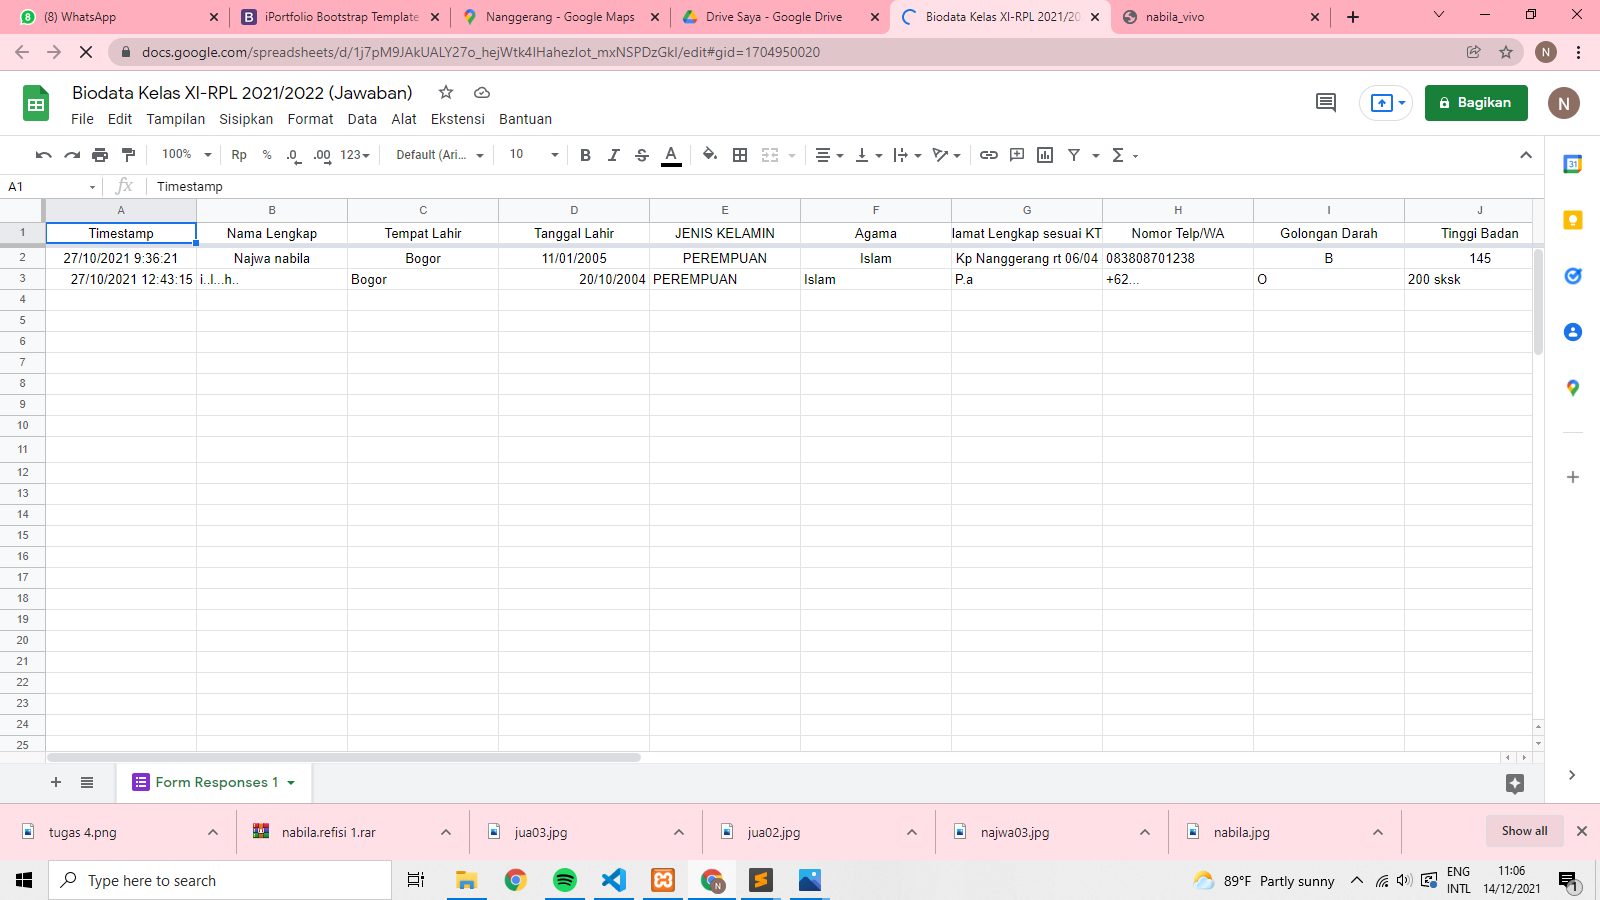 (8) WhatsApp
iPortfolio Bootstrap Template
Nanggerang - Google Maps
Drive Saya - Google Drive
Biodata Kelas XI-RPL 2021/20
nabila_vivo
docs.google.com/spreadsheets/d/1j7pM9JAkUALY27o_hejWtk4lHahezIot_mxNSPDzGkI/edit#gid=1704950020
N
Biodata Kelas XI-RPL 2021/2022 (Jawaban)
File Edit Tampilan Sisipkan Format Data Alat Ekstensi Bantuan
Bagikan
N
100% Rp % .0 .00 123 Default (Ari... 10 B I S A
A1 fx Timestamp
A B C D E F G H I J
1 Timestamp Nama Lengkap Tempat Lahir Tanggal Lahir JENIS KELAMIN Agama lamat Lengkap sesuai KT Nomor Telp/WA Golongan Darah Tinggi Badan
2 27/10/2021 9:36:21 Najwa nabila Bogor 11/01/2005 PEREMPUAN Islam Kp Nanggerang rt 06/04 083808701238 B 145
3 27/10/2021 12:43:15 i..l...h.. Bogor 20/10/2004 PEREMPUAN Islam P.a +62... O 200 sksk
4
5
6
7
8
9
10
11
12
13
14
15
16
17
18
19
20
21
22
23
24
25
Form Responses 1
tugas 4.png
nabila.refisi 1.rar
jua03.jpg
jua02.jpg
najwa03.jpg
nabila.jpg
Show all
Type here to search
89°F Partly sunny
ENG
INTL
11:06
14/12/2021
1